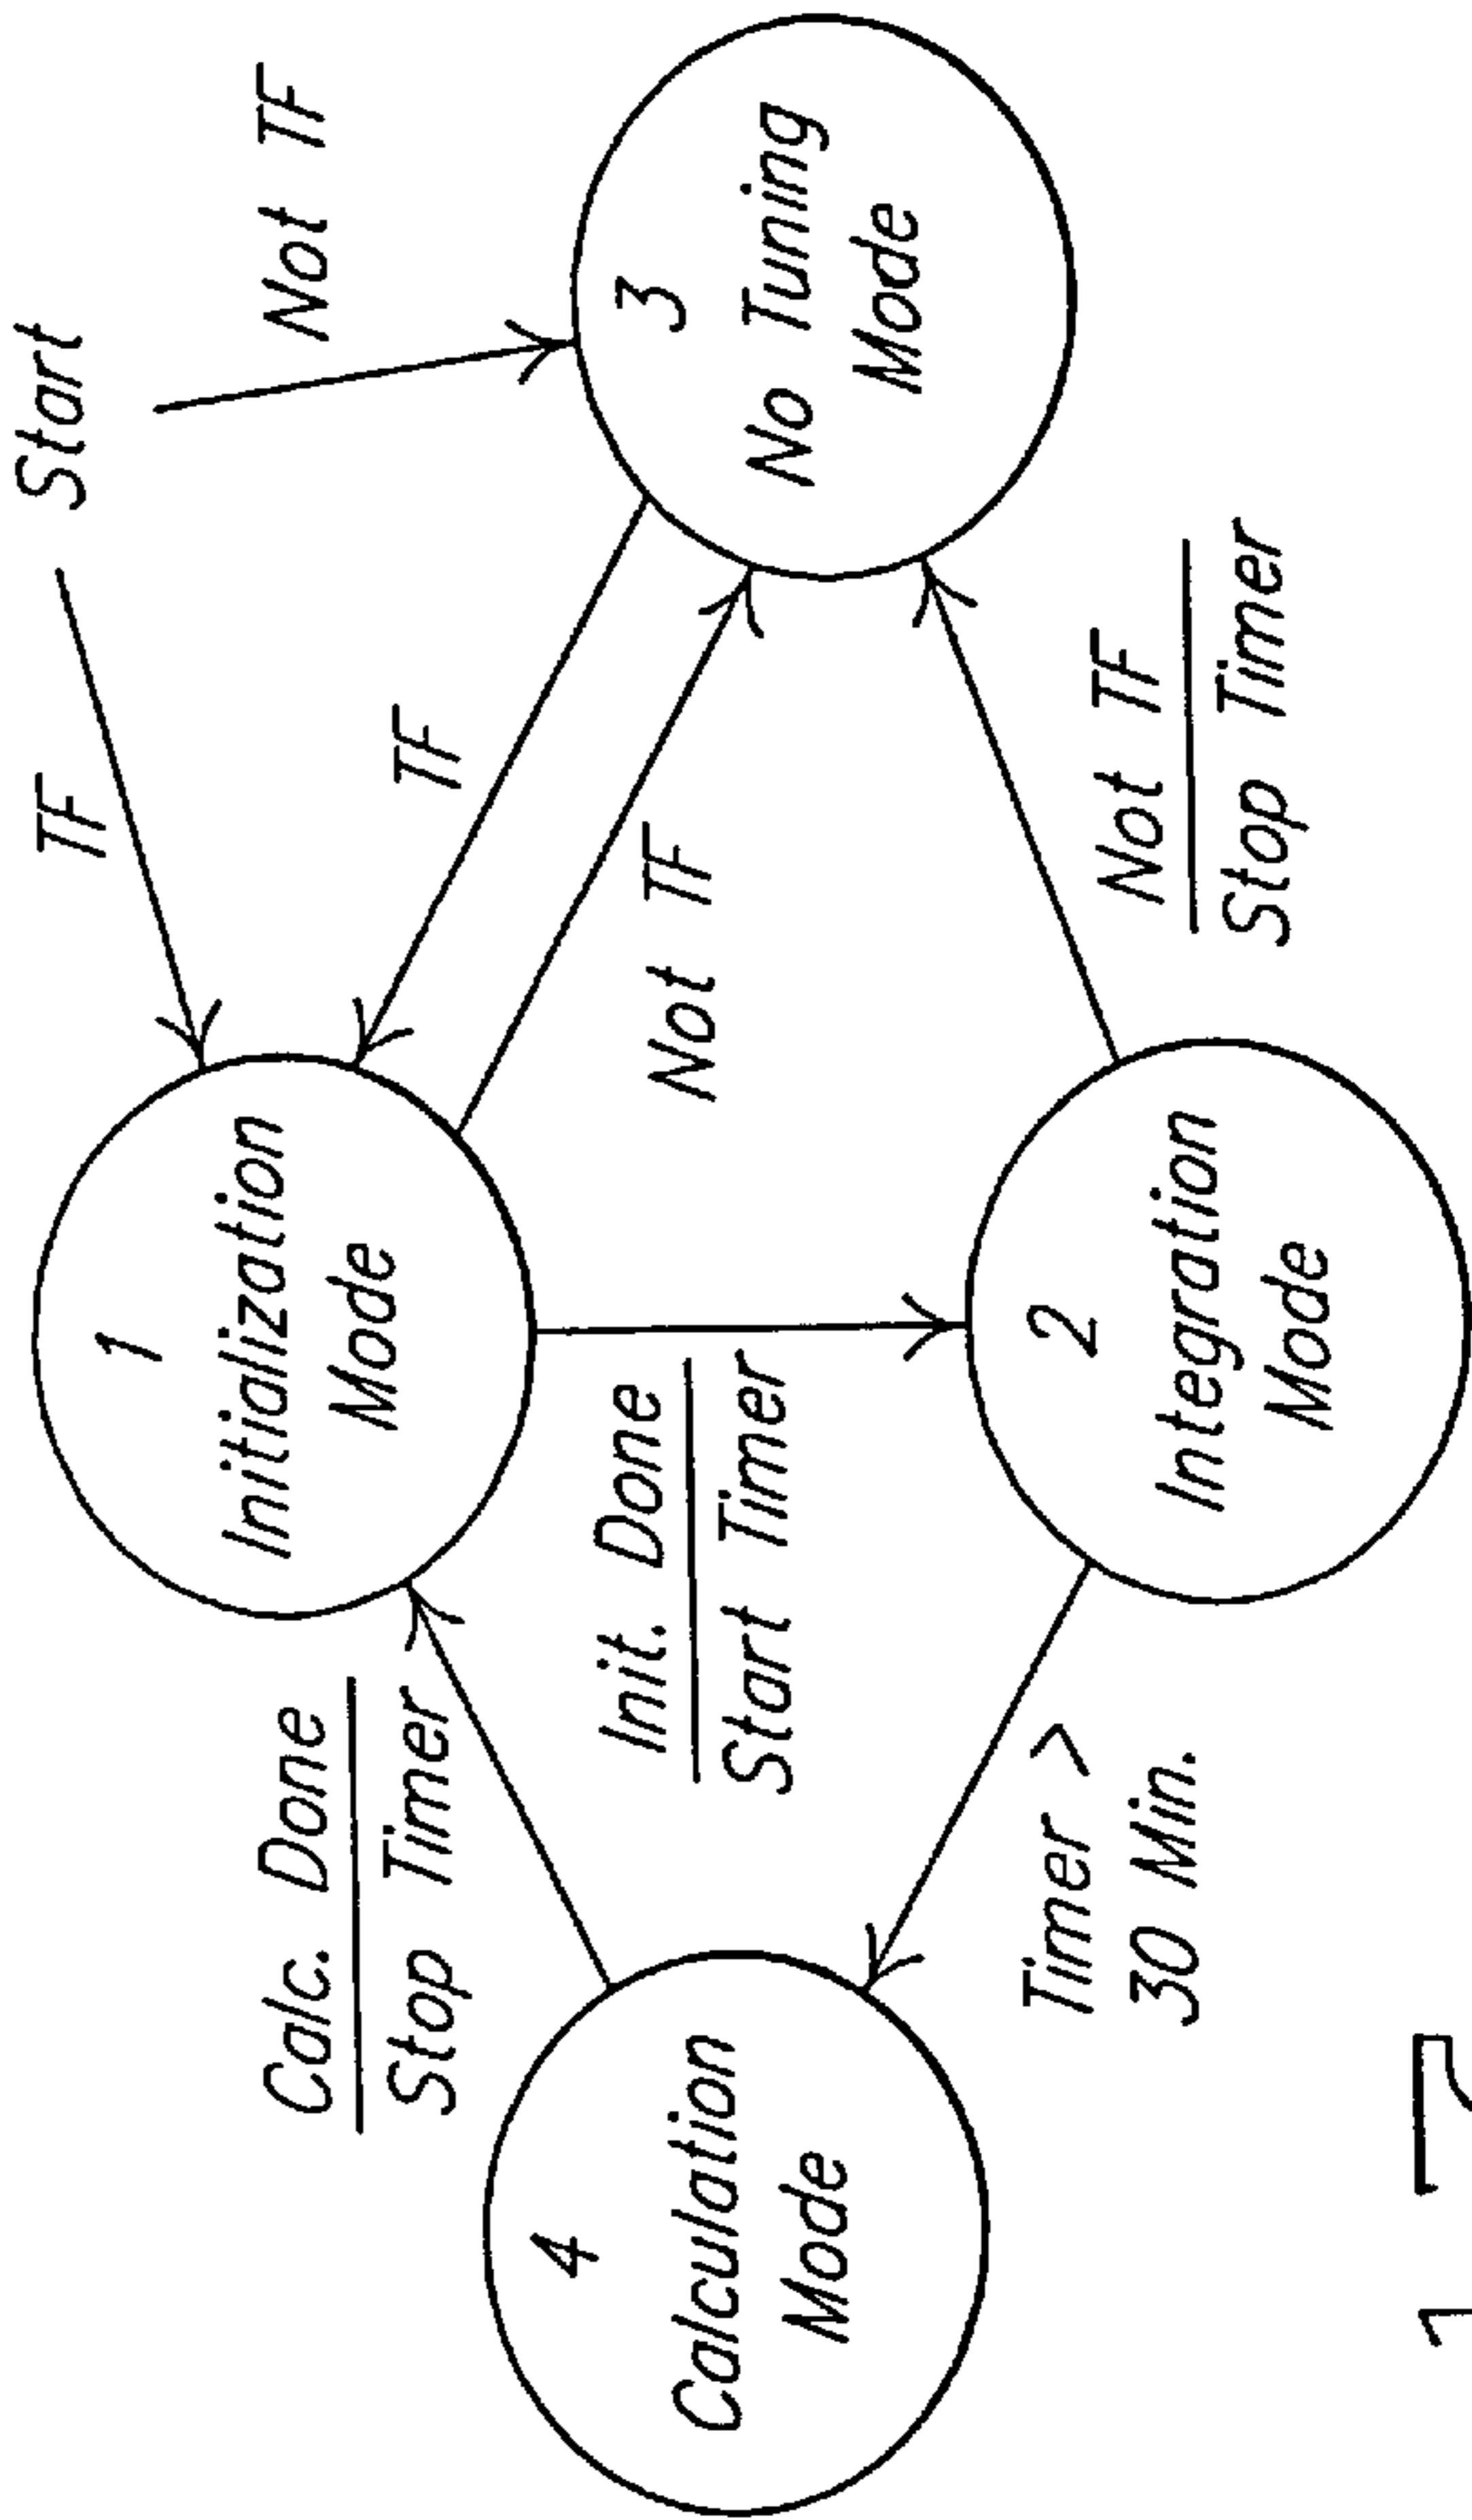 Start
TF
Not TF
1
Initialization
Mode
TF
Not TF
3
No Tuning
Mode
Calc. Done
Stop Timer
Init. Done
Start Timer
4
Calculation
Mode
Timer >
30 Min.
2
Integration
Mode
Not TF
Stop Timer